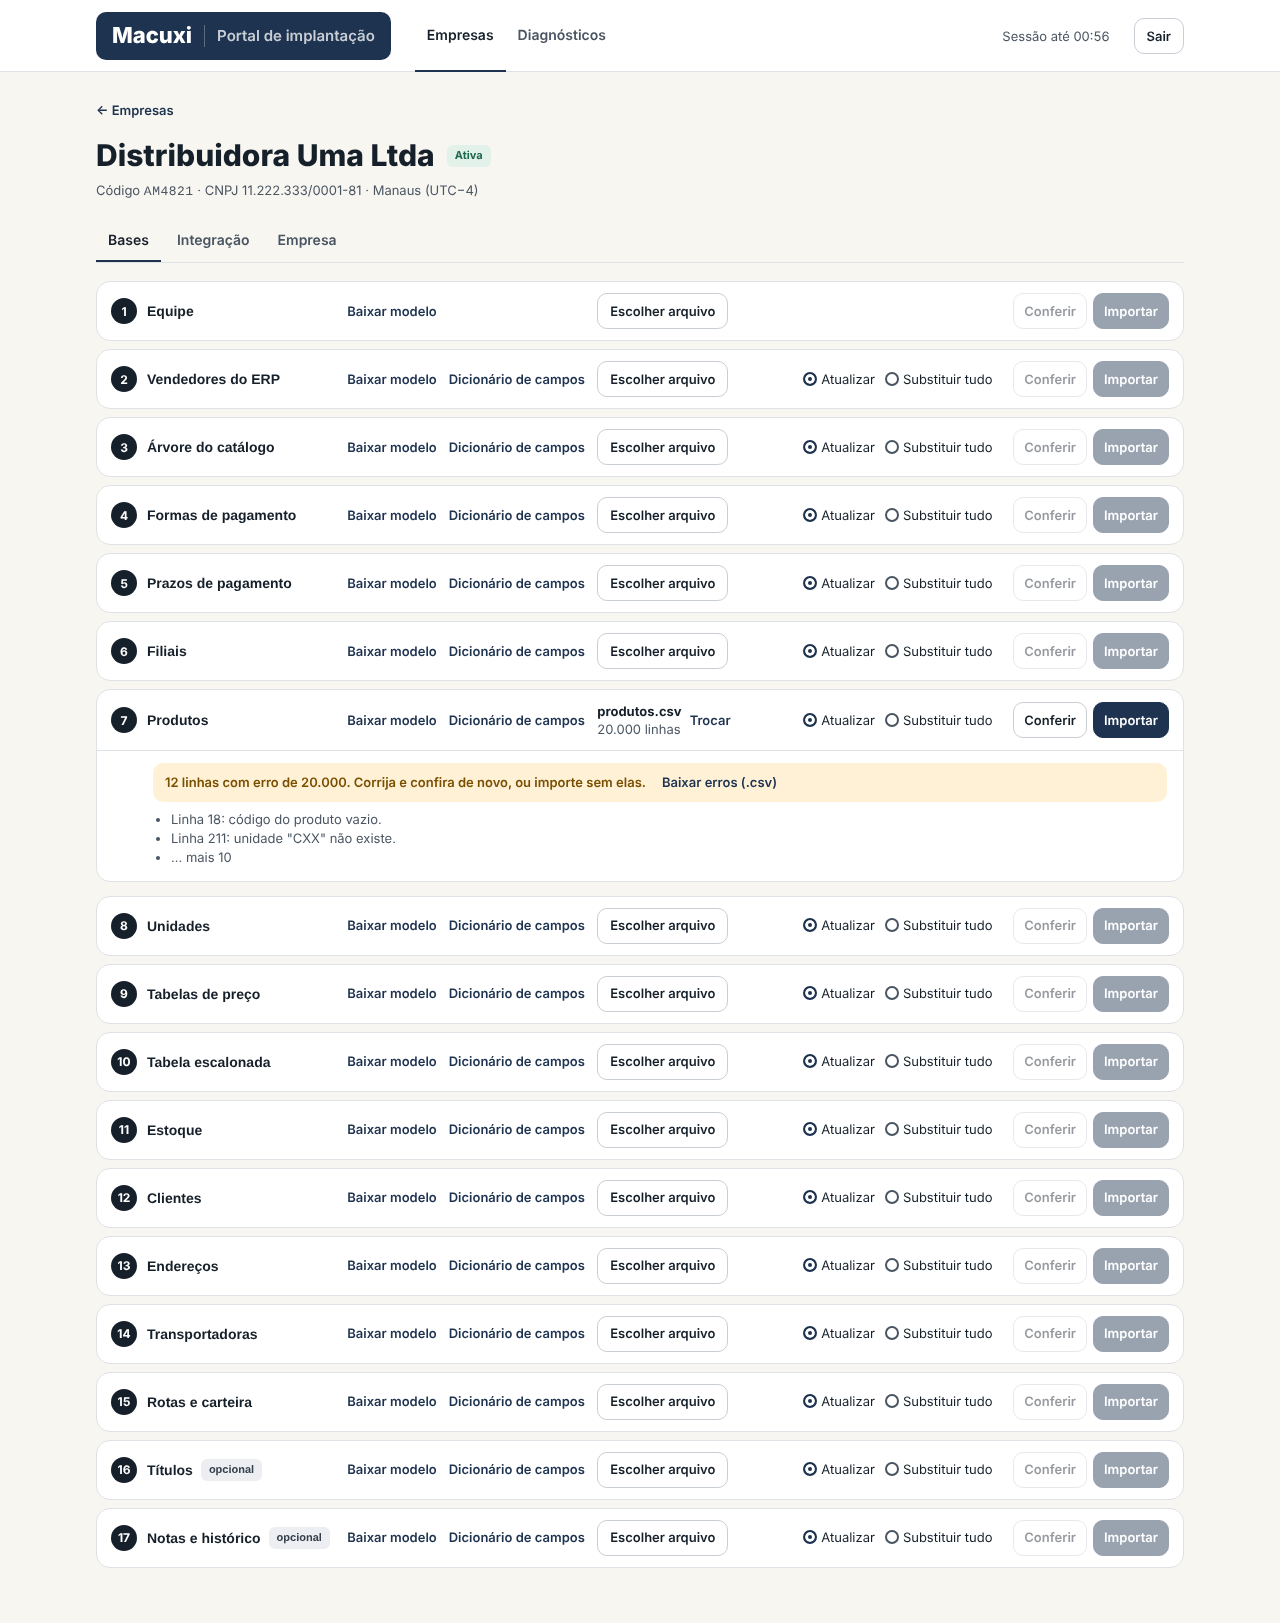 Macuxi | Portal de implantação Empresas Diagnósticos Sessão até 00:56 Sair
← Empresas
Distribuidora Uma Ltda Ativa
Código AM4821 · CNPJ 11.222.333/0001-81 · Manaus (UTC−4)
Bases Integração Empresa
1 Equipe Baixar modelo Escolher arquivo Conferir Importar
2 Vendedores do ERP Baixar modelo Dicionário de campos Escolher arquivo Atualizar Substituir tudo Conferir Importar
3 Árvore do catálogo Baixar modelo Dicionário de campos Escolher arquivo Atualizar Substituir tudo Conferir Importar
4 Formas de pagamento Baixar modelo Dicionário de campos Escolher arquivo Atualizar Substituir tudo Conferir Importar
5 Prazos de pagamento Baixar modelo Dicionário de campos Escolher arquivo Atualizar Substituir tudo Conferir Importar
6 Filiais Baixar modelo Dicionário de campos Escolher arquivo Atualizar Substituir tudo Conferir Importar
7 Produtos Baixar modelo Dicionário de campos produtos.csv 20.000 linhas Trocar Atualizar Substituir tudo Conferir Importar
12 linhas com erro de 20.000. Corrija e confira de novo, ou importe sem elas. Baixar erros (.csv)
• Linha 18: código do produto vazio.
• Linha 211: unidade "CXX" não existe.
• ... mais 10
8 Unidades Baixar modelo Dicionário de campos Escolher arquivo Atualizar Substituir tudo Conferir Importar
9 Tabelas de preço Baixar modelo Dicionário de campos Escolher arquivo Atualizar Substituir tudo Conferir Importar
10 Tabela escalonada Baixar modelo Dicionário de campos Escolher arquivo Atualizar Substituir tudo Conferir Importar
11 Estoque Baixar modelo Dicionário de campos Escolher arquivo Atualizar Substituir tudo Conferir Importar
12 Clientes Baixar modelo Dicionário de campos Escolher arquivo Atualizar Substituir tudo Conferir Importar
13 Endereços Baixar modelo Dicionário de campos Escolher arquivo Atualizar Substituir tudo Conferir Importar
14 Transportadoras Baixar modelo Dicionário de campos Escolher arquivo Atualizar Substituir tudo Conferir Importar
15 Rotas e carteira Baixar modelo Dicionário de campos Escolher arquivo Atualizar Substituir tudo Conferir Importar
16 Títulos opcional Baixar modelo Dicionário de campos Escolher arquivo Atualizar Substituir tudo Conferir Importar
17 Notas e histórico opcional Baixar modelo Dicionário de campos Escolher arquivo Atualizar Substituir tudo Conferir Importar